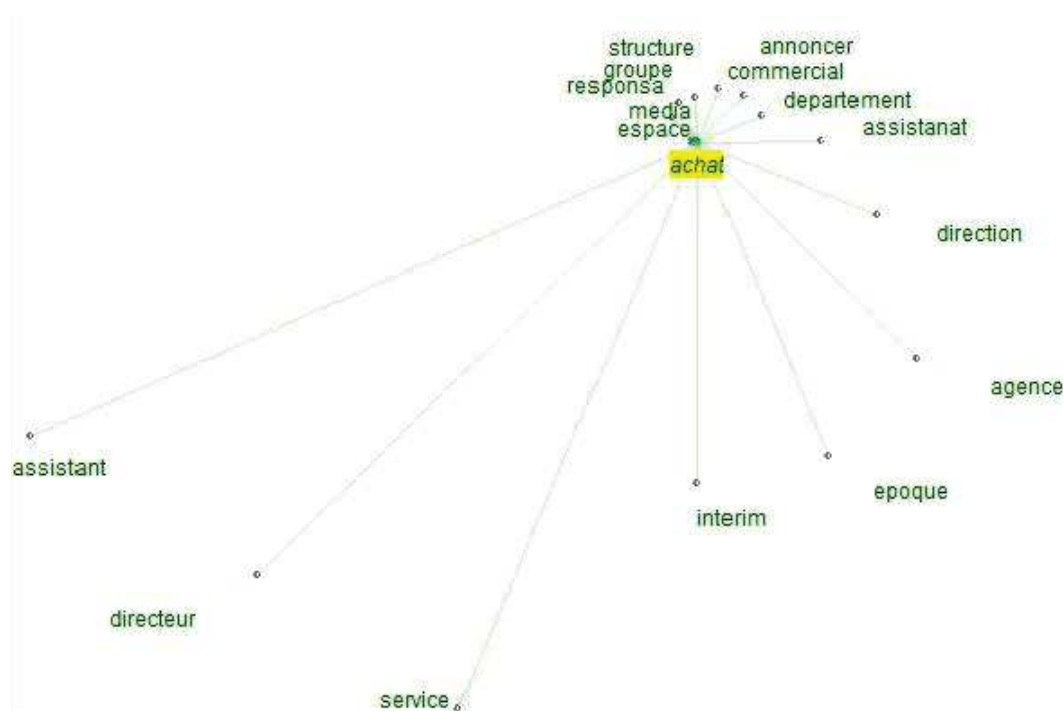 structure
annoncer
groupe
commercial
responsa
departement
media
espace
assistanat
achat
direction
agence
assistant
epoque
interim
directeur
service